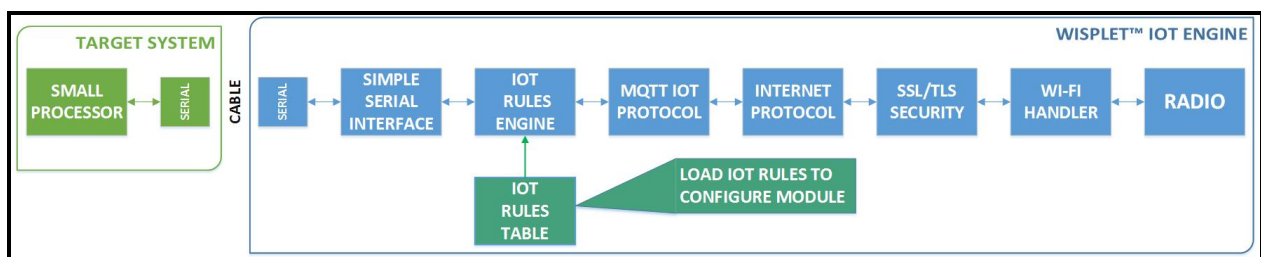 TARGET SYSTEM
SMALL
PROCESSOR
SERIAL
CABLE
WISPLET™ IOT ENGINE
SERIAL
SIMPLE
SERIAL
INTERFACE
IOT
RULES
ENGINE
MQTT IOT
PROTOCOL
INTERNET
PROTOCOL
SSL/TLS
SECURITY
WI-FI
HANDLER
RADIO
IOT
RULES
TABLE
LOAD IOT RULES TO
CONFIGURE MODULE